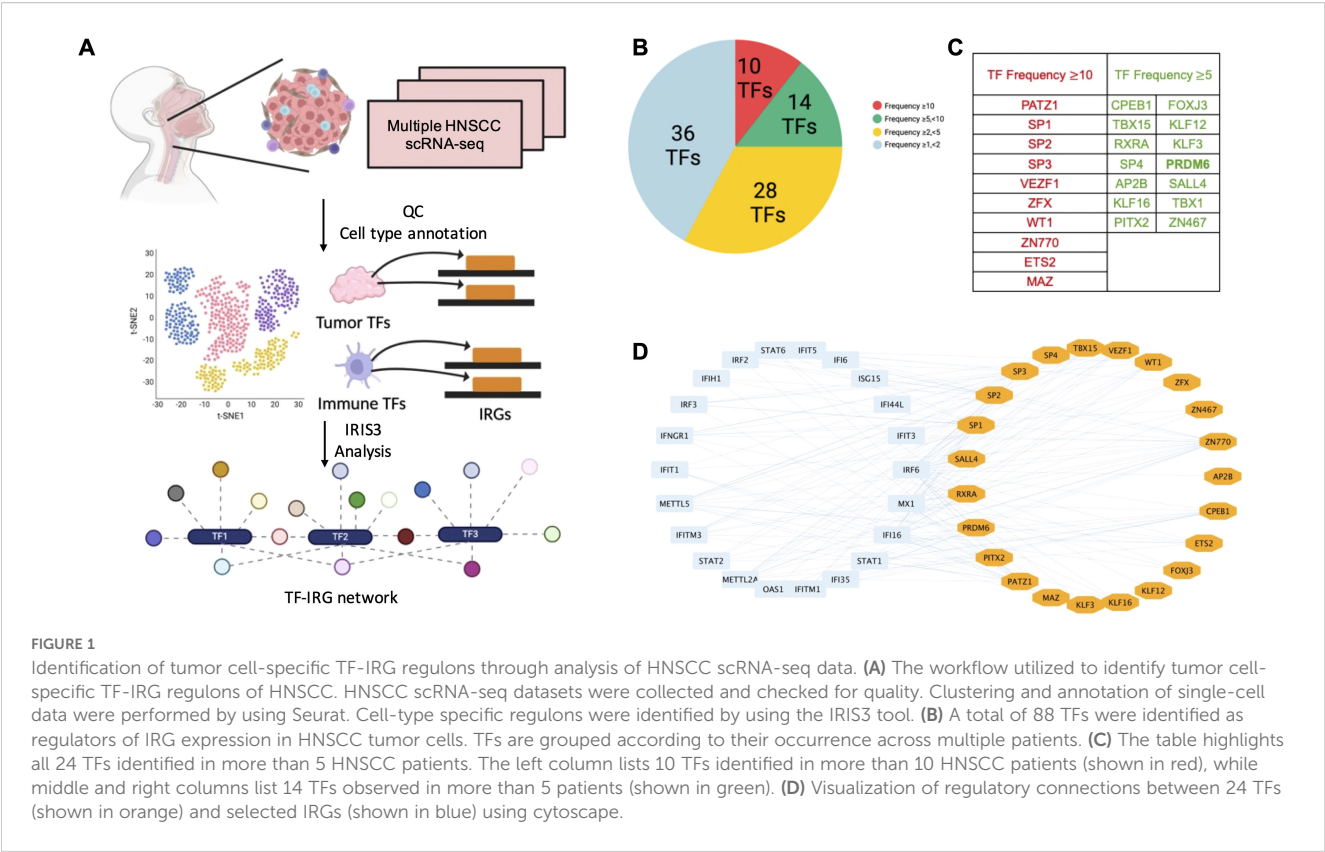 A
Multiple HNSCC
scRNA-seq
QC
Cell type annotation
t-SNE2
30
20
10
0
-10
-20
-30
-30 -20 -10 0 10 20 30
t-SNE1
Tumor TFs
Immune TFs
IRGs
IRIS3
Analysis
TF1
TF2
TF3
TF-IRG network
B
10
TFs
14
TFs
28
TFs
36
TFs
Frequency ≥10
Frequency ≥5,<10
Frequency ≥2,<5
Frequency ≥1,<2
C
TF Frequency ≥10 TF Frequency ≥5
PATZ1 CPEB1 FOXJ3
SP1 TBX15 KLF12
SP2 RXRA KLF3
SP3 SP4 PRDM6
VEZF1 AP2B SALL4
ZFX KLF16 TBX1
WT1 PITX2 ZN467
ZN770
ETS2
MAZ
D
STAT6
IFIT5
IRF2
IFI6
IFIH1
ISG15
IRF3
IFI44L
IFNGR1
IFIT3
IFIT1
IRF6
METTL5
MX1
IFITM3
IFI16
STAT2
STAT1
METTL2A
IFI35
OAS1
IFITM1
TBX15
VEZF1
SP4
WT1
SP3
ZFX
SP2
ZN467
SP1
ZN770
SALL4
AP2B
RXRA
CPEB1
PRDM6
ETS2
PITX2
FOXJ3
PATZ1
KLF12
MAZ
KLF16
KLF3
FIGURE 1
Identification of tumor cell-specific TF-IRG regulons through analysis of HNSCC scRNA-seq data. (A) The workflow utilized to identify tumor cell-
specific TF-IRG regulons of HNSCC. HNSCC scRNA-seq datasets were collected and checked for quality. Clustering and annotation of single-cell
data were performed by using Seurat. Cell-type specific regulons were identified by using the IRIS3 tool. (B) A total of 88 TFs were identified as
regulators of IRG expression in HNSCC tumor cells. TFs are grouped according to their occurrence across multiple patients. (C) The table highlights
all 24 TFs identified in more than 5 HNSCC patients. The left column lists 10 TFs identified in more than 10 HNSCC patients (shown in red), while
middle and right columns list 14 TFs observed in more than 5 patients (shown in green). (D) Visualization of regulatory connections between 24 TFs
(shown in orange) and selected IRGs (shown in blue) using cytoscape.